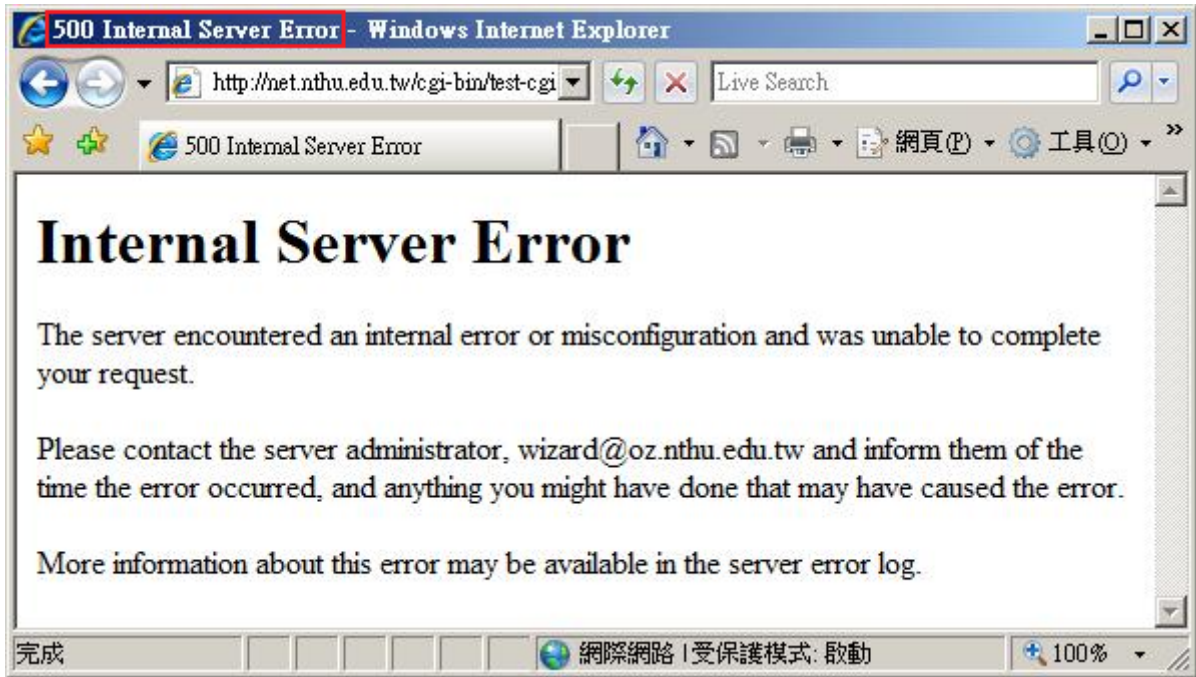 500 Internal Server Error - Windows Internet Explorer
http://net.nthu.edu.tw/cgi-bin/test-cgi
Live Search
500 Internal Server Error
網頁(P)
工具(O)
»
Internal Server Error
The server encountered an internal error or misconfiguration and was unable to complete
your request.
Please contact the server administrator, wizard@oz.nthu.edu.tw and inform them of the
time the error occurred, and anything you might have done that may have caused the error.
More information about this error may be available in the server error log.
完成
網際網路 | 受保護模式: 啟動
100%